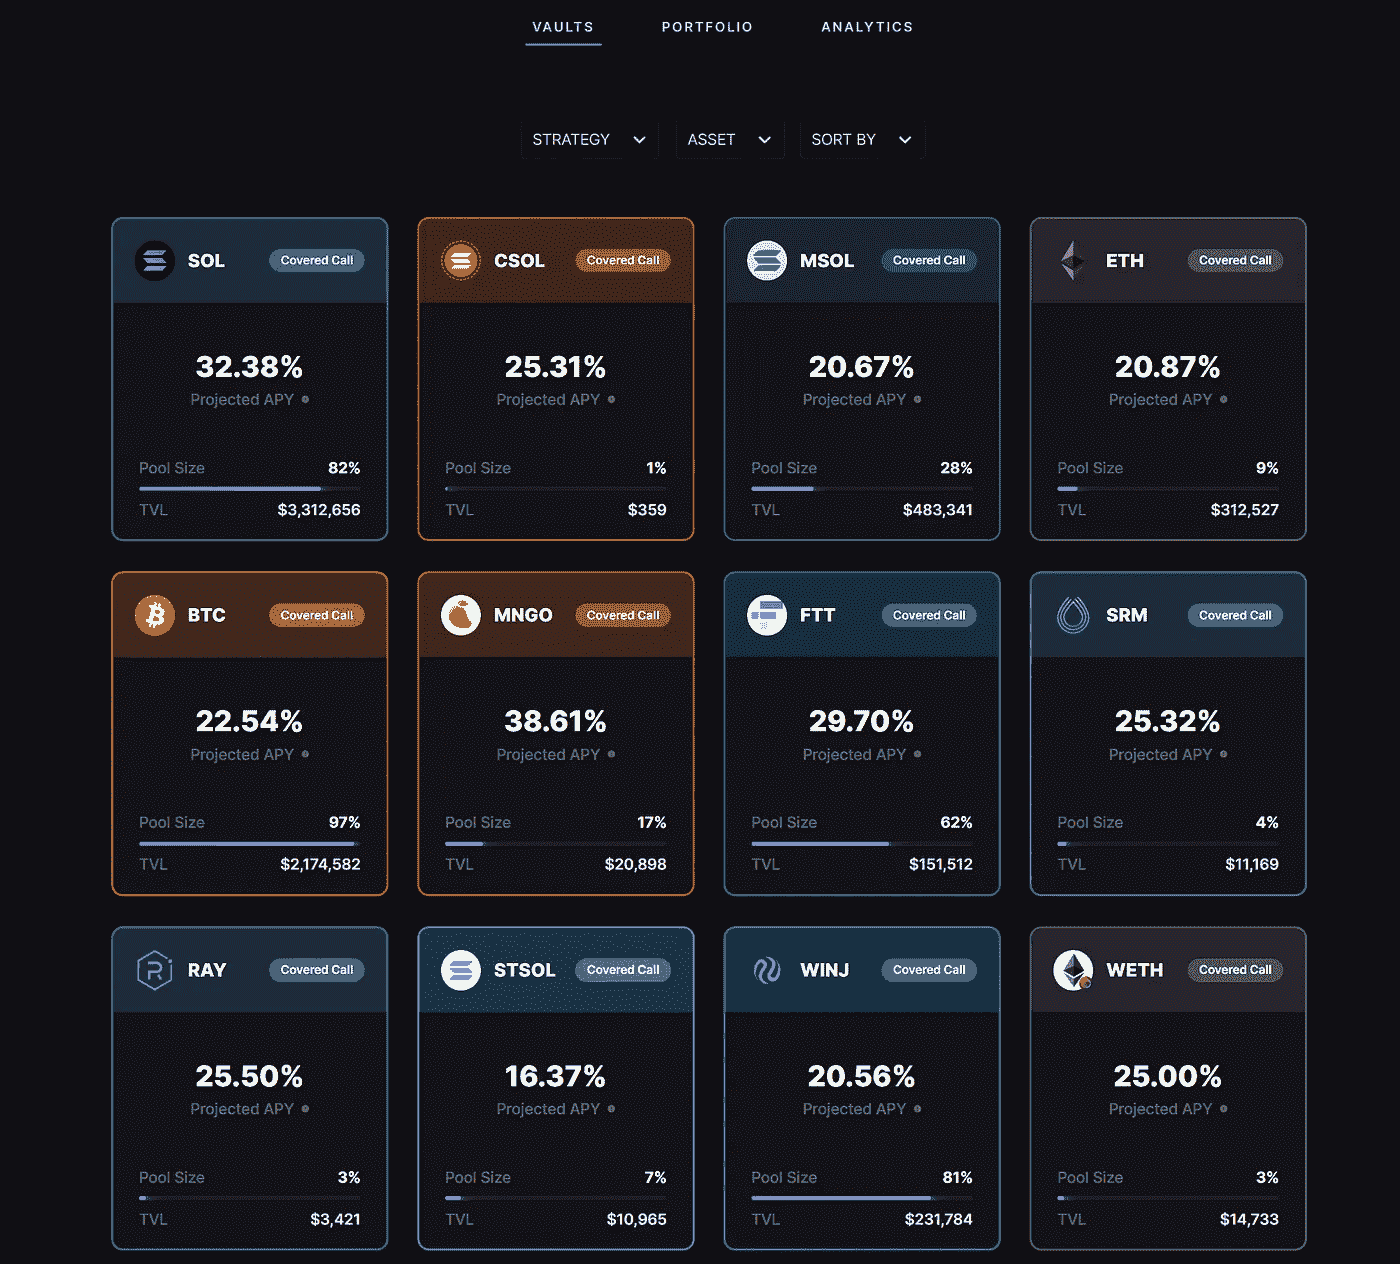 VAULTS PORTFOLIO ANALYTICS
STRATEGY ASSET SORT BY
SOL Covered Call
32.38%
Projected APY
Pool Size 82%
TVL $3,312,656
CSOL Covered Call
25.31%
Projected APY
Pool Size 1%
TVL $359
MSOL Covered Call
20.67%
Projected APY
Pool Size 28%
TVL $483,341
ETH Covered Call
20.87%
Projected APY
Pool Size 9%
TVL $312,527
BTC Covered Call
22.54%
Projected APY
Pool Size 97%
TVL $2,174,582
MNGO Covered Call
38.61%
Projected APY
Pool Size 17%
TVL $20,898
FTT Covered Call
29.70%
Projected APY
Pool Size 62%
TVL $151,512
SRM Covered Call
25.32%
Projected APY
Pool Size 4%
TVL $11,169
RAY Covered Call
25.50%
Projected APY
Pool Size 3%
TVL $3,421
STSOL Covered Call
16.37%
Projected APY
Pool Size 7%
TVL $10,965
WINJ Covered Call
20.56%
Projected APY
Pool Size 81%
TVL $231,784
WETH Covered Call
25.00%
Projected APY
Pool Size 3%
TVL $14,733